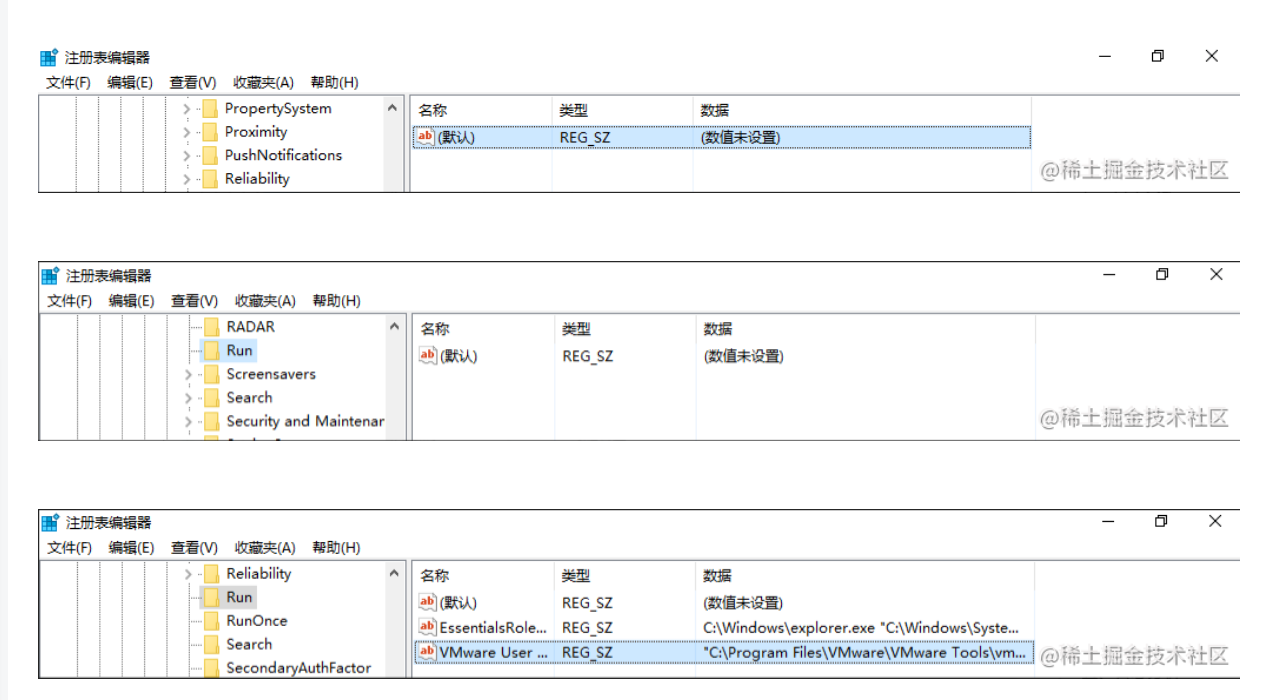 注册表编辑器
文件(F) 编辑(E) 查看(V) 收藏夹(A) 帮助(H)
PropertySystem
Proximity
PushNotifications
Reliability
名称 类型 数据
ab (默认) REG_SZ (数值未设置)
@稀土掘金技术社区
注册表编辑器
文件(F) 编辑(E) 查看(V) 收藏夹(A) 帮助(H)
RADAR
Run
Screensavers
Search
Security and Maintenar
名称 类型 数据
ab (默认) REG_SZ (数值未设置)
@稀土掘金技术社区
注册表编辑器
文件(F) 编辑(E) 查看(V) 收藏夹(A) 帮助(H)
Reliability
Run
RunOnce
Search
SecondaryAuthFactor
名称 类型 数据
ab (默认) REG_SZ (数值未设置)
ab EssentialsRole... REG_SZ C:\Windows\explorer.exe "C:\Windows\Syste...
ab VMware User ... REG_SZ "C:\Program Files\VMware\VMware Tools\vm...
@稀土掘金技术社区